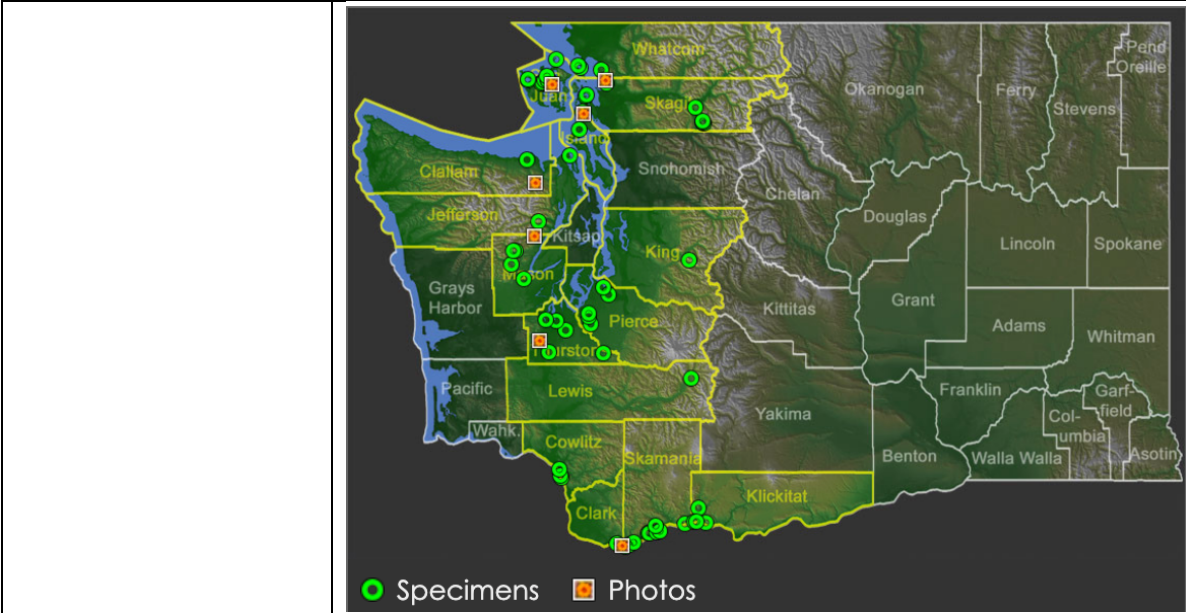 Whatcom
Pend
Oreille
San
Juan
Skagit
Okanogan
Ferry
Stevens
Island
Snohomish
Clallam
Chelan
Jefferson
Douglas
Kitsap
King
Lincoln
Spokane
Mason
Grays
Harbor
Kittitas
Grant
Pierce
Adams
Whitman
Thurston
Pacific
Lewis
Franklin
Garf-
field
Yakima
Col-
umbia
Wahk.
Cowlitz
Skamania
Benton
Walla Walla
Asotin
Klickitat
Clark
Specimens
Photos